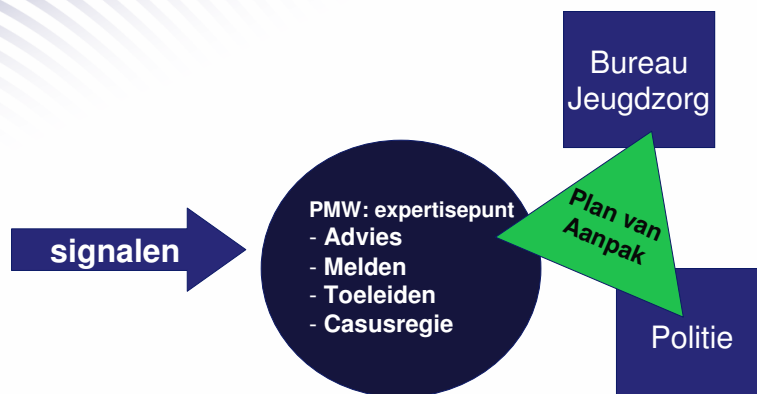 Bureau
Jeugdzorg
signalen
PMW: expertisepunt
- Advies
- Melden
- Toeleiden
- Casusregie
Plan van
Aanpak
Politie